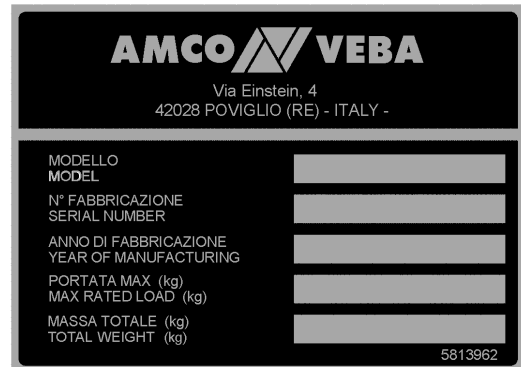 AMCO VEBA
Via Einstein, 4
42028 POVIGLIO (RE) - ITALY -
MODELLO
MODEL
N° FABBRICAZIONE
SERIAL NUMBER
ANNO DI FABBRICAZIONE
YEAR OF MANUFACTURING
PORTATA MAX (kg)
MAX RATED LOAD (kg)
MASSA TOTALE (kg)
TOTAL WEIGHT (kg)
5813962